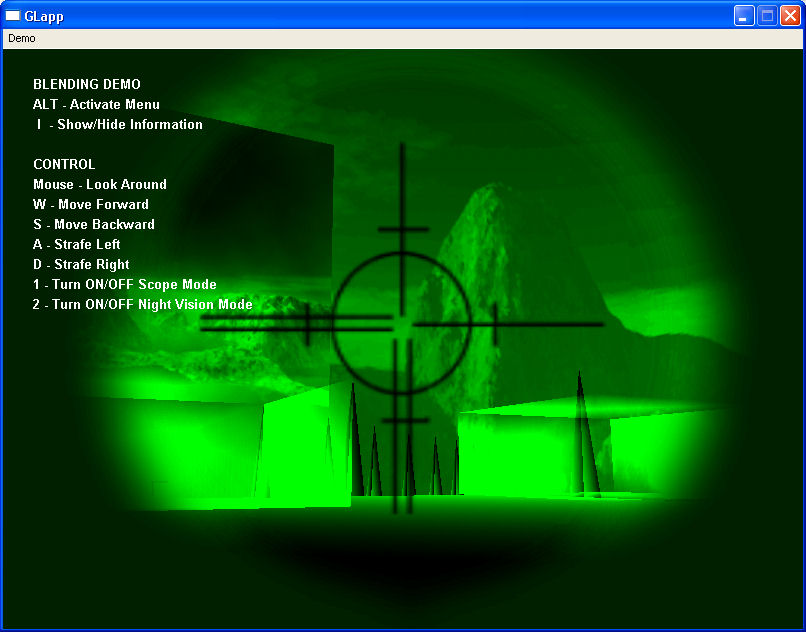 GLapp
Demo
BLENDING DEMO
ALT - Activate Menu
I - Show/Hide Information
CONTROL
Mouse - Look Around
W - Move Forward
S - Move Backward
A - Strafe Left
D - Strafe Right
1 - Turn ON/OFF Scope Mode
2 - Turn ON/OFF Night Vision Mode